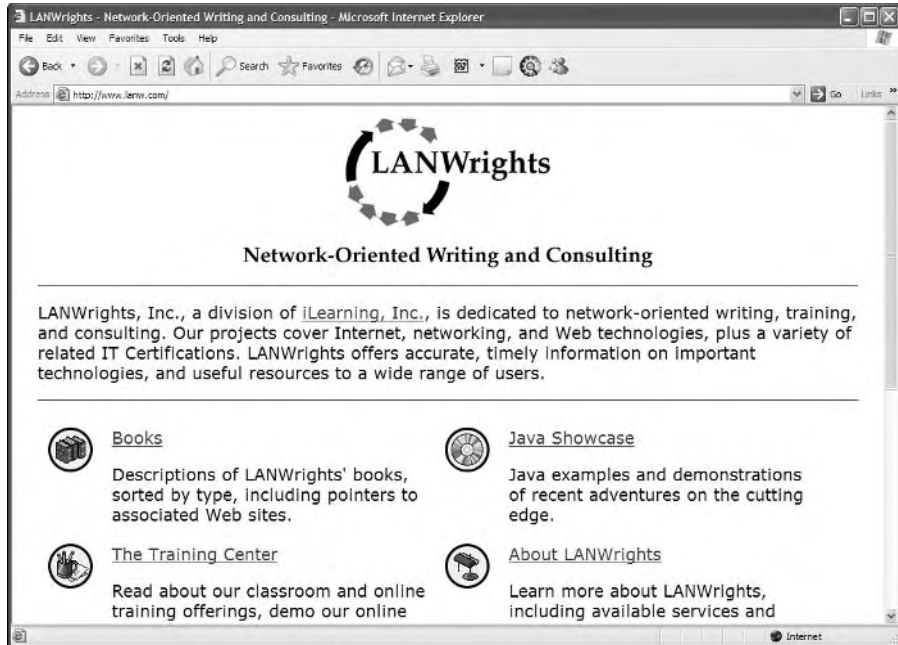 LANWrights - Network-Oriented Writing and Consulting - Microsoft Internet Explorer
File Edit View Favorites Tools Help
Back Search Favorites
Address http://www.lanw.com/ Go Links »
LANWrights
Network-Oriented Writing and Consulting
LANWrights, Inc., a division of iLearning, Inc., is dedicated to network-oriented writing, training,
and consulting. Our projects cover Internet, networking, and Web technologies, plus a variety of
related IT Certifications. LANWrights offers accurate, timely information on important
technologies, and useful resources to a wide range of users.
Books
Descriptions of LANWrights' books,
sorted by type, including pointers to
associated Web sites.
Java Showcase
Java examples and demonstrations
of recent adventures on the cutting
edge.
The Training Center
Read about our classroom and online
training offerings, demo our online
About LANWrights
Learn more about LANWrights,
including available services and
Internet